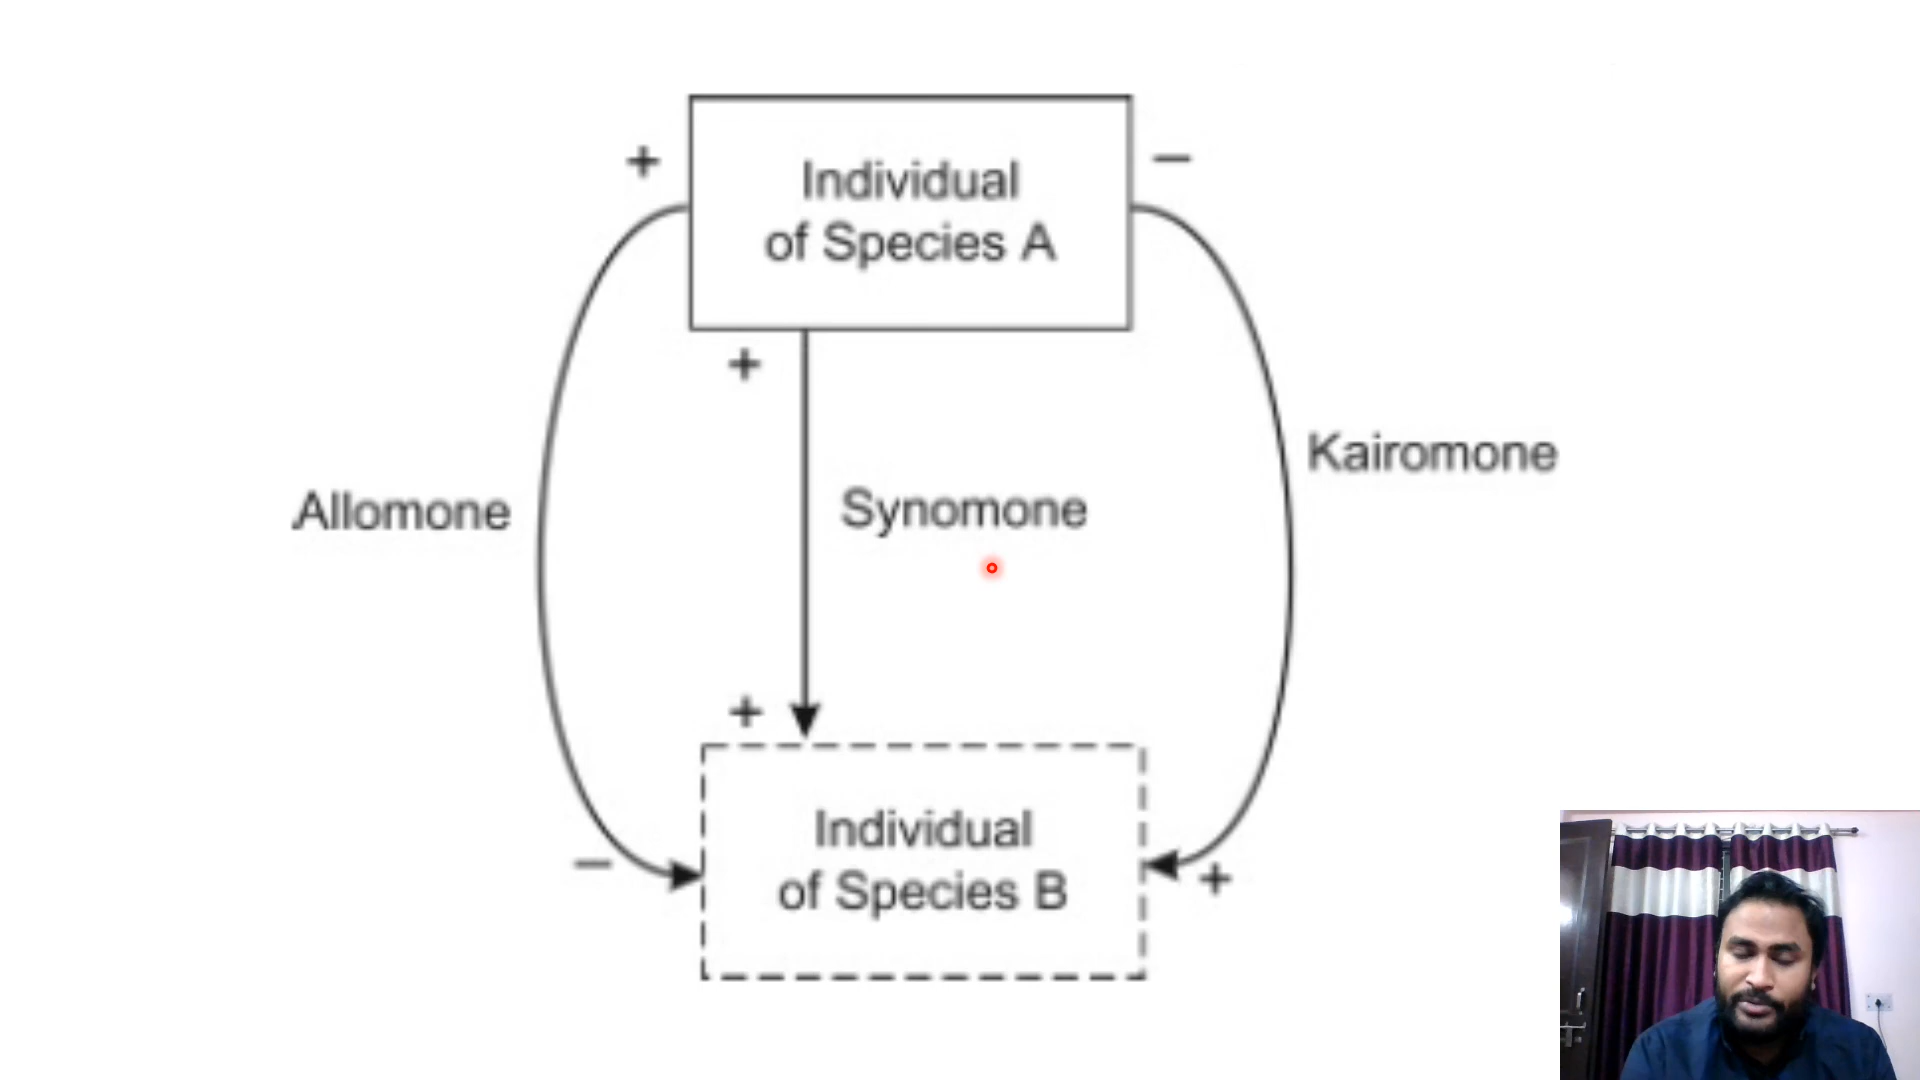 +
Individual
of Species A
−
+
Allomone
Synomone
Kairomone
+
−
Individual
of Species B
+